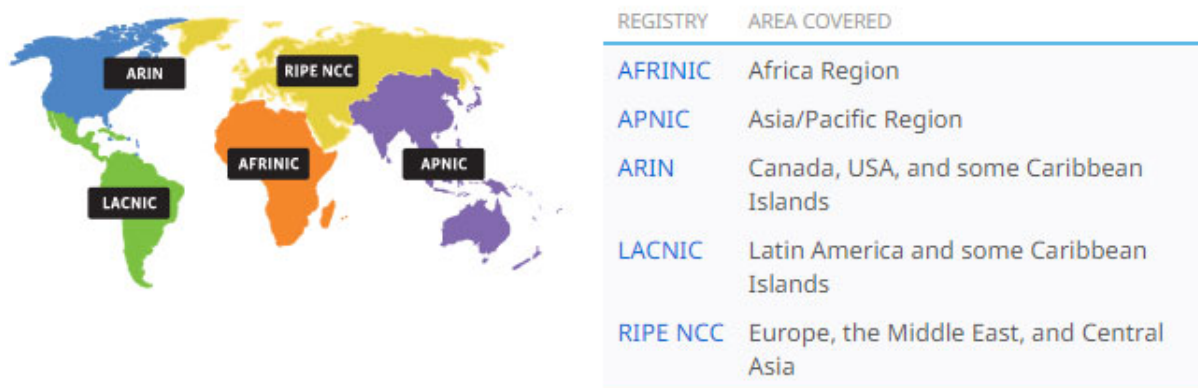 ARIN
RIPE NCC
AFRINIC
APNIC
LACNIC
REGISTRY AREA COVERED
AFRINIC Africa Region
APNIC Asia/Pacific Region
ARIN Canada, USA, and some Caribbean
Islands
LACNIC Latin America and some Caribbean
Islands
RIPE NCC Europe, the Middle East, and Central
Asia